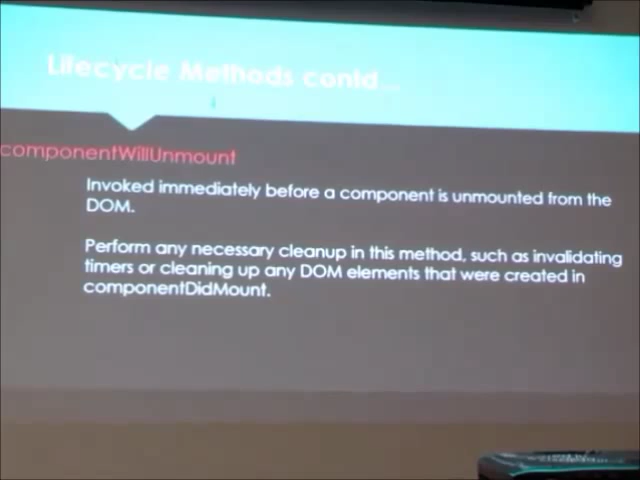 Lifecycle Methods contd...
componentWillUnmount
Invoked immediately before a component is unmounted from the
DOM.
Perform any necessary cleanup in this method, such as invalidating
timers or cleaning up any DOM elements that were created in
componentDidMount.